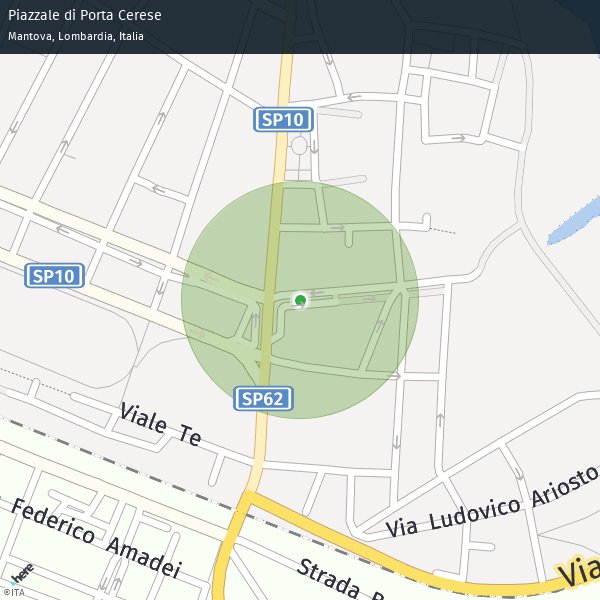 Piazzale di Porta Cerese
Mantova, Lombardia, Italia
SP10
SP10
SP62
Viale Te
Via Ludovico Ariosto
Federico Amadei
Strada
Via
here
©ITA